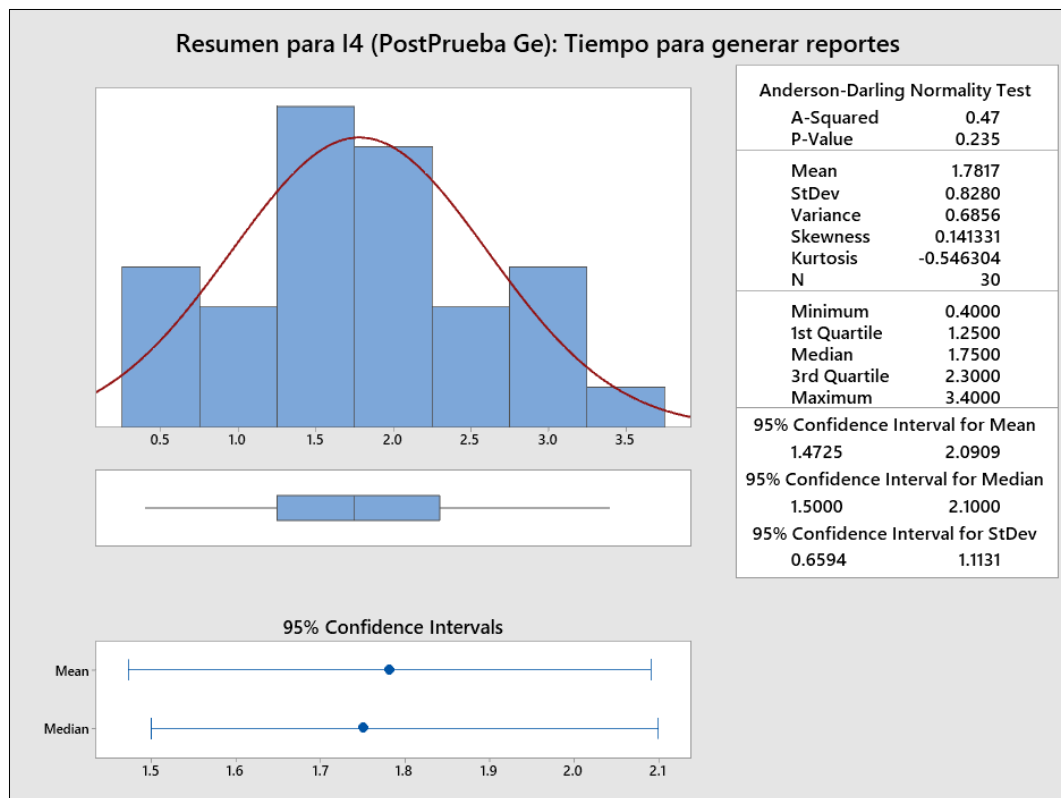 Resumen para I4 (PostPrueba Ge): Tiempo para generar reportes
0.5 1.0 1.5 2.0 2.5 3.0 3.5
Anderson-Darling Normality Test
A-Squared 0.47
P-Value 0.235
Mean 1.7817
StDev 0.8280
Variance 0.6856
Skewness 0.141331
Kurtosis -0.546304
N 30
Minimum 0.4000
1st Quartile 1.2500
Median 1.7500
3rd Quartile 2.3000
Maximum 3.4000
95% Confidence Interval for Mean
1.4725 2.0909
95% Confidence Interval for Median
1.5000 2.1000
95% Confidence Interval for StDev
0.6594 1.1131
95% Confidence Intervals
Mean
Median
1.5 1.6 1.7 1.8 1.9 2.0 2.1